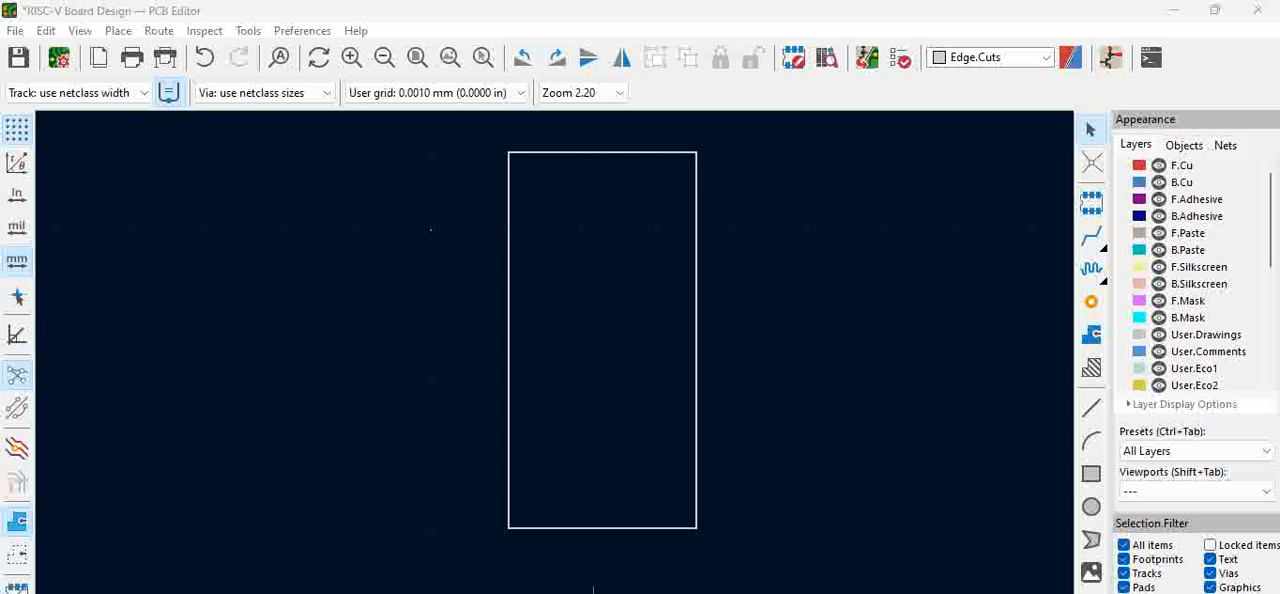 *RISC-V Board Design — PCB Editor
File Edit View Place Route Inspect Tools Preferences Help
Edge.Cuts
Track: use netclass width Via: use netclass sizes User grid: 0.0010 mm (0.0000 in) Zoom 2.20
In
mil
mm
Appearance
Layers Objects Nets
F.Cu
B.Cu
F.Adhesive
B.Adhesive
F.Paste
B.Paste
F.Silkscreen
B.Silkscreen
F.Mask
B.Mask
User.Drawings
User.Comments
User.Eco1
User.Eco2
Layer Display Options
Presets (Ctrl+Tab):
All Layers
Viewports (Shift+Tab):
---
Selection Filter
All items Locked items
Footprints Text
Tracks Vias
Pads Graphics